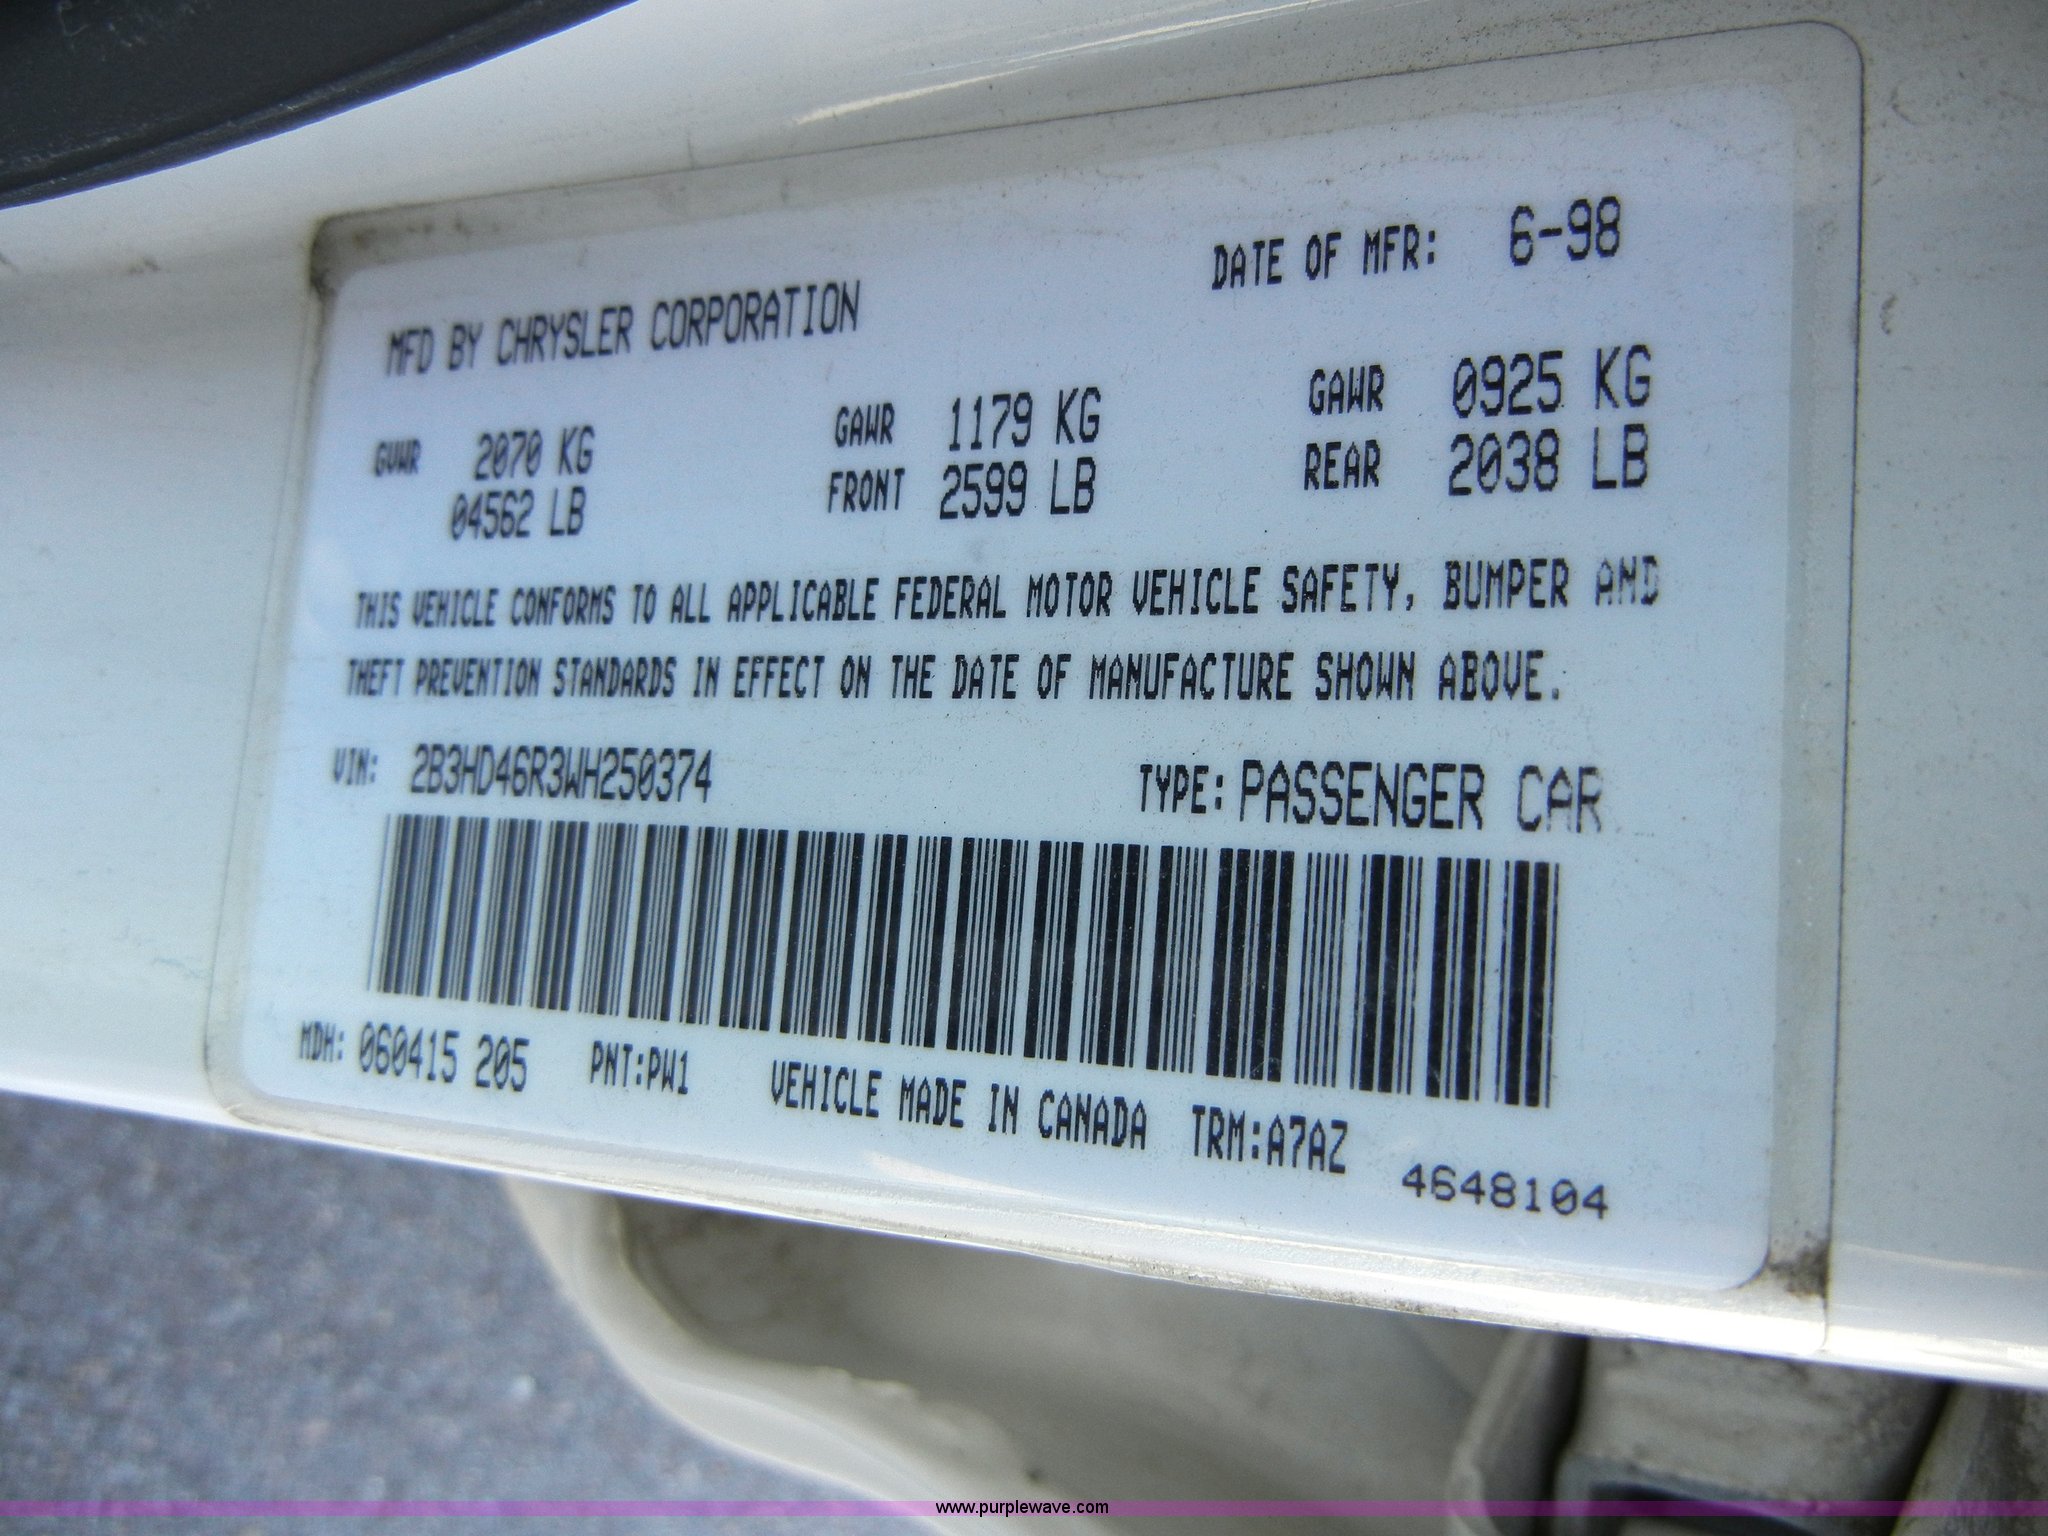 MFD BY CHRYSLER CORPORATION DATE OF MFR: 6-98
GVWR 2070 KG GAWR 1179 KG GAWR 0925 KG
04562 LB FRONT 2599 LB REAR 2038 LB
THIS VEHICLE CONFORMS TO ALL APPLICABLE FEDERAL MOTOR VEHICLE SAFETY, BUMPER AND
THEFT PREVENTION STANDARDS IN EFFECT ON THE DATE OF MANUFACTURE SHOWN ABOVE.
VIN: 2B3HD46R3WH250374 TYPE: PASSENGER CAR
MDH: 060415 205 PNT:PW1 VEHICLE MADE IN CANADA TRM:A7AZ
4648104
www.purplewave.com